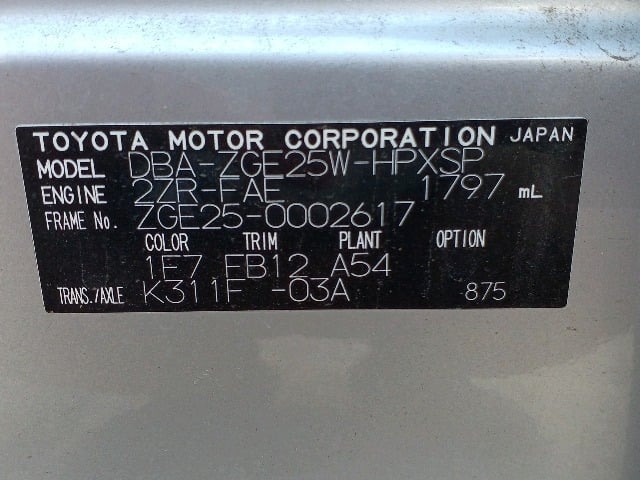 TOYOTA MOTOR CORPORATION JAPAN
MODEL DBA-ZGE25W-HPXSP
ENGINE 2ZR-FAE 1797 mL
FRAME No. ZGE25-0002617
COLOR TRIM PLANT OPTION
1E7 FB12 A54
TRANS./AXLE K311F -03A 875